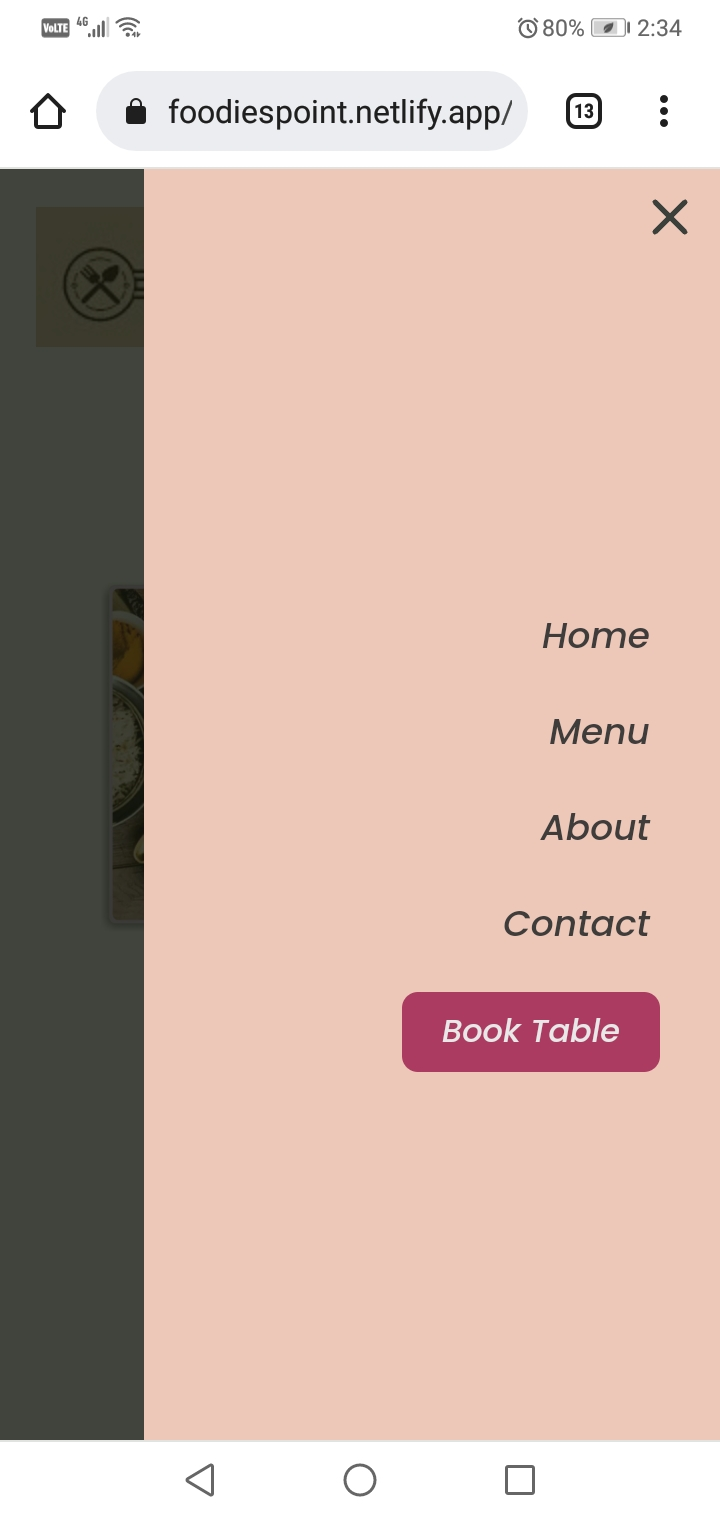 VoLTE 4G 80% 2:34
foodiespoint.netlify.app/ 13
Home
Menu
About
Contact
Book Table